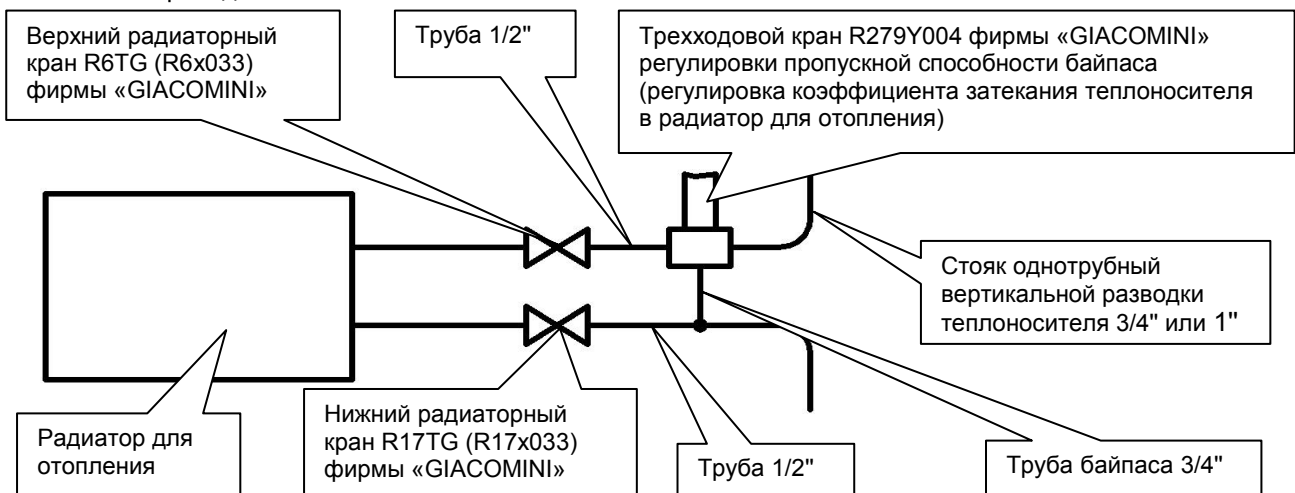 Верхний радиаторный
кран R6TG (R6x033)
фирмы «GIACOMINI»
Труба 1/2"
Трехходовой кран R279Y004 фирмы «GIACOMINI»
регулировки пропускной способности байпаса
(регулировка коэффициента затекания теплоносителя
в радиатор для отопления)
Стояк однотрубный
вертикальной разводки
теплоносителя 3/4" или 1"
Радиатор для
отопления
Нижний радиаторный
кран R17TG (R17x033)
фирмы «GIACOMINI»
Труба 1/2"
Труба байпаса 3/4"